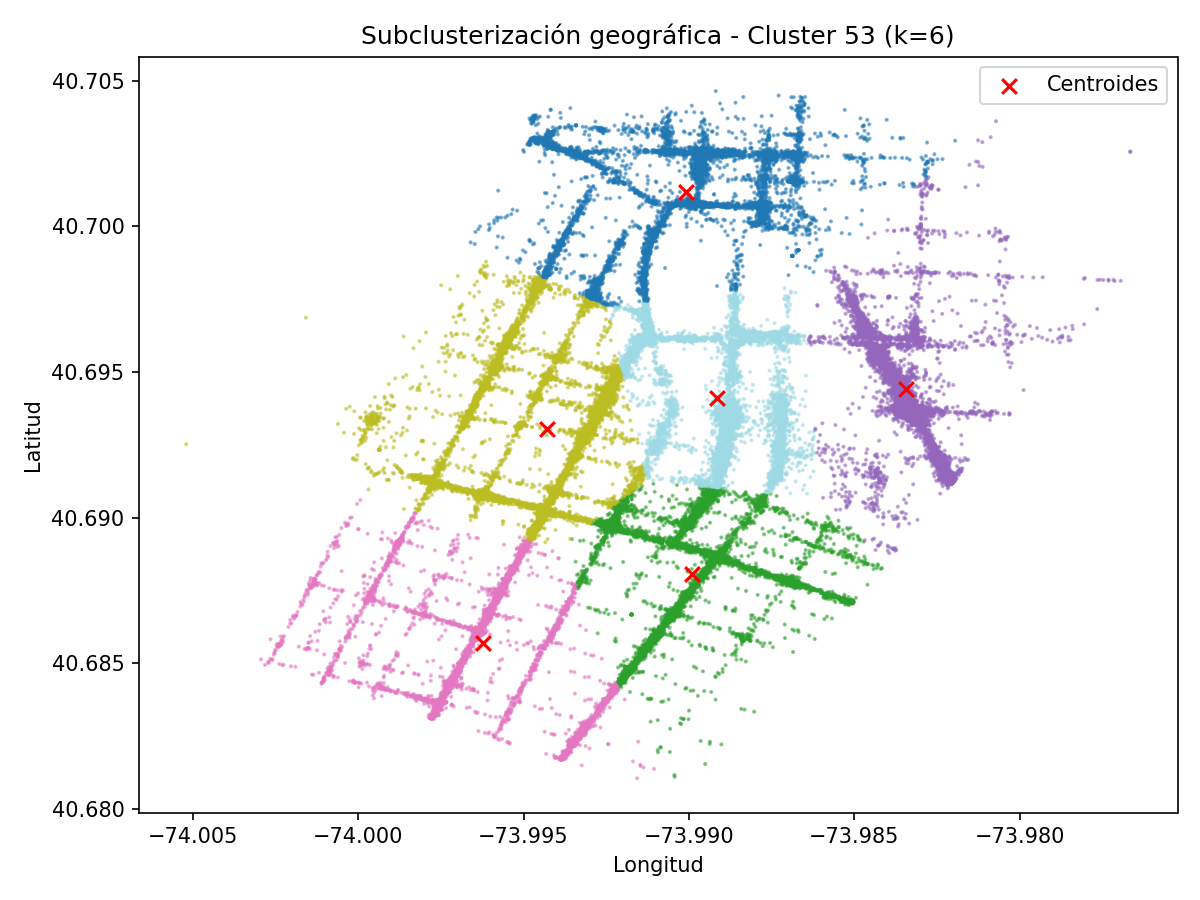 Subclusterización geográfica - Cluster 53 (k=6)
Centroides
40.705
40.700
40.695
40.690
40.685
40.680
Latitud
−74.005 −74.000 −73.995 −73.990 −73.985 −73.980
Longitud